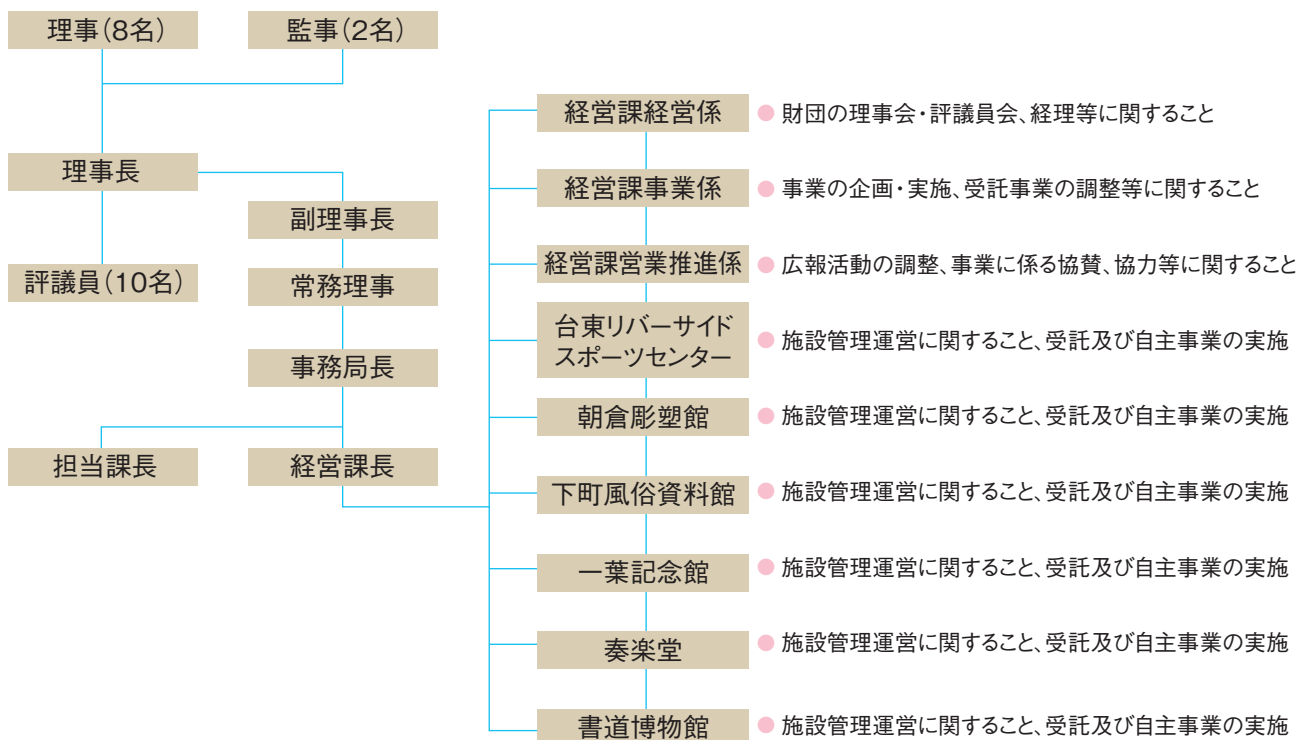 理事(8名)
監事(2名)
理事長
副理事長
評議員(10名)
常務理事
事務局長
担当課長
経営課長
経営課経営係
● 財団の理事会・評議員会、経理等に関すること
経営課事業係
● 事業の企画・実施、受託事業の調整等に関すること
経営課営業推進係
● 広報活動の調整、事業に係る協賛、協力等に関すること
台東リバーサイド
スポーツセンター
● 施設管理運営に関すること、受託及び自主事業の実施
朝倉彫塑館
● 施設管理運営に関すること、受託及び自主事業の実施
下町風俗資料館
● 施設管理運営に関すること、受託及び自主事業の実施
一葉記念館
● 施設管理運営に関すること、受託及び自主事業の実施
奏楽堂
● 施設管理運営に関すること、受託及び自主事業の実施
書道博物館
● 施設管理運営に関すること、受託及び自主事業の実施